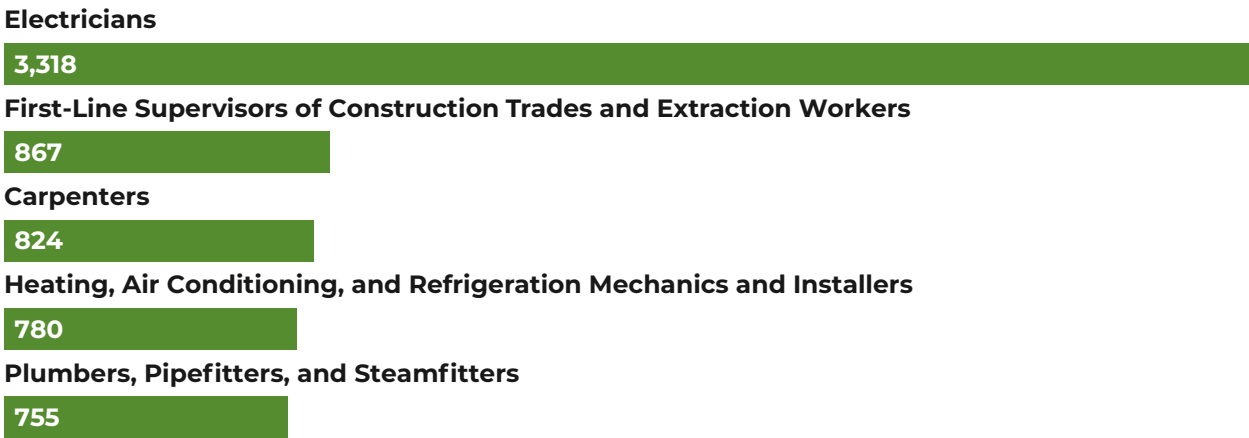 Electricians
3,318
First-Line Supervisors of Construction Trades and Extraction Workers
867
Carpenters
824
Heating, Air Conditioning, and Refrigeration Mechanics and Installers
780
Plumbers, Pipefitters, and Steamfitters
755